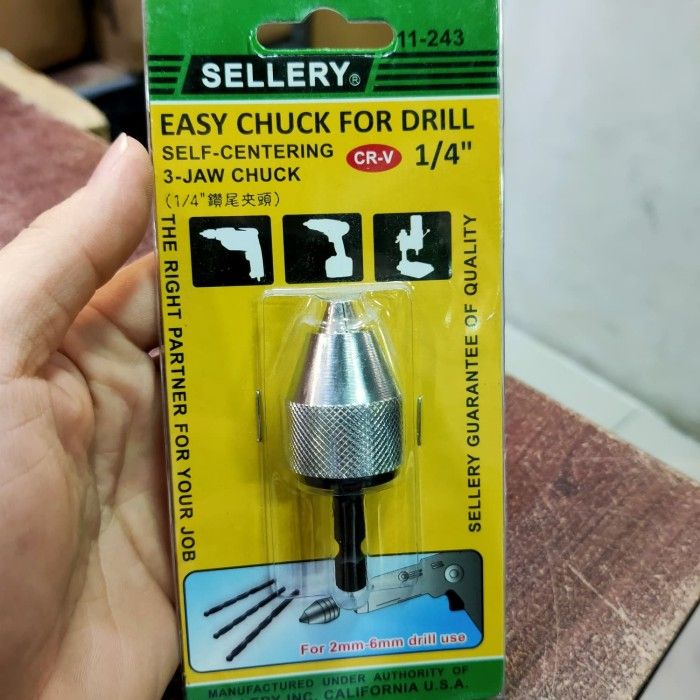 11-243
SELLERY®
EASY CHUCK FOR DRILL
SELF-CENTERING CR-V 1/4"
3-JAW CHUCK
(1/4"鑽尾夾頭)
THE RIGHT PARTNER FOR YOUR JOB
SELLERY GUARANTEE OF QUALITY
For 2mm-6mm drill use
MANUFACTURED UNDER AUTHORITY OF
INC. CALIFORNIA U.S.A.